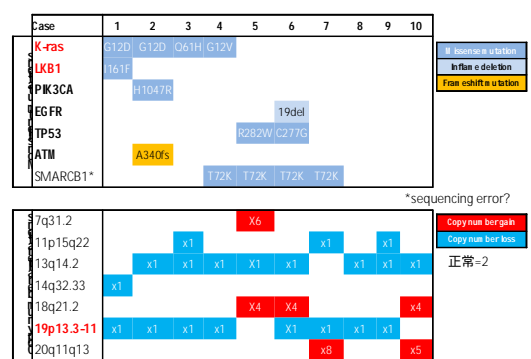 Case 1 2 3 4 5 6 7 8 9 10
K-ras G12D G12D Q61H G12V
LKB1 I161F
PIK3CA H1047R
EGFR 19del
TP53 R282W C277G
ATM A340fs
SMARCB1* T72K T72K T72K T72K
Missense mutation
Inflame deletion
Frameshift mutation
*sequencing error?
7q31.2 X6
11p15q22 x1 x1 x1
13q14.2 x1 x1 x1 X1 x1 x1 x1 x1
14q32.33 x1
18q21.2 X4 X4 x4
19p13.3-11 x1 x1 x1 x1 X1 x1 x1
20q11q13 x8 x5
Copy number gain
Copy number loss
正常=2